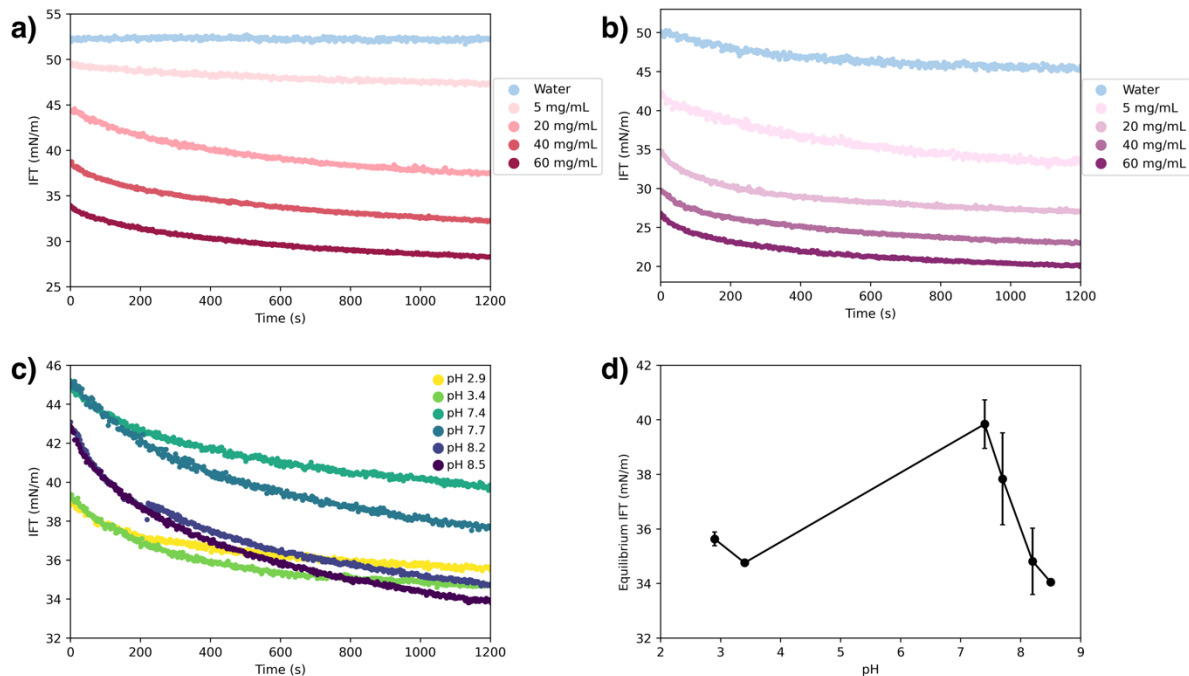 a)
55
50
45
40
35
30
25
IFT (mN/m)
0 200 400 600 800 1000 1200
Time (s)
Water
5 mg/mL
20 mg/mL
40 mg/mL
60 mg/mL
b)
50
45
40
35
30
25
20
IFT (mN/m)
0 200 400 600 800 1000 1200
Time (s)
Water
5 mg/mL
20 mg/mL
40 mg/mL
60 mg/mL
c)
46
44
42
40
38
36
34
32
IFT (mN/m)
0 200 400 600 800 1000 1200
Time (s)
pH 2.9
pH 3.4
pH 7.4
pH 7.7
pH 8.2
pH 8.5
d)
42
40
38
36
34
32
Equilibrium IFT (mN/m)
2 3 4 5 6 7 8 9
pH